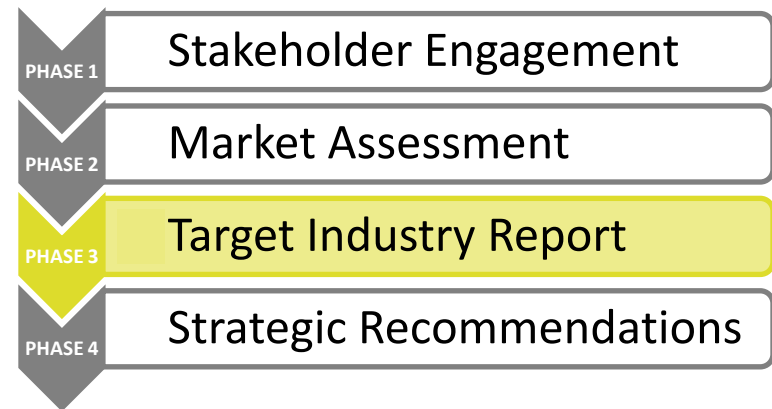 PHASE 1
Stakeholder Engagement
PHASE 2
Market Assessment
PHASE 3
Target Industry Report
PHASE 4
Strategic Recommendations